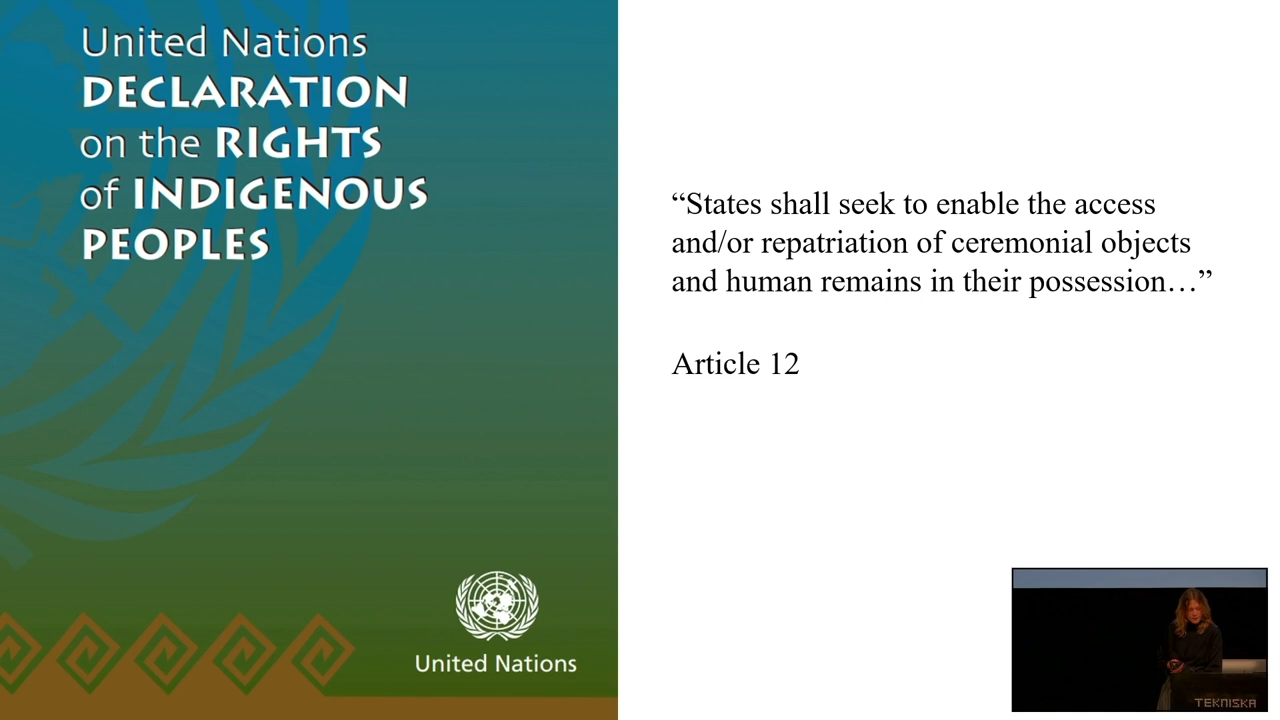 United Nations
DECLARATION
on the RIGHTS
of INDIGENOUS
PEOPLES
United Nations
“States shall seek to enable the access
and/or repatriation of ceremonial objects
and human remains in their possession…”
Article 12
TEKNISKA